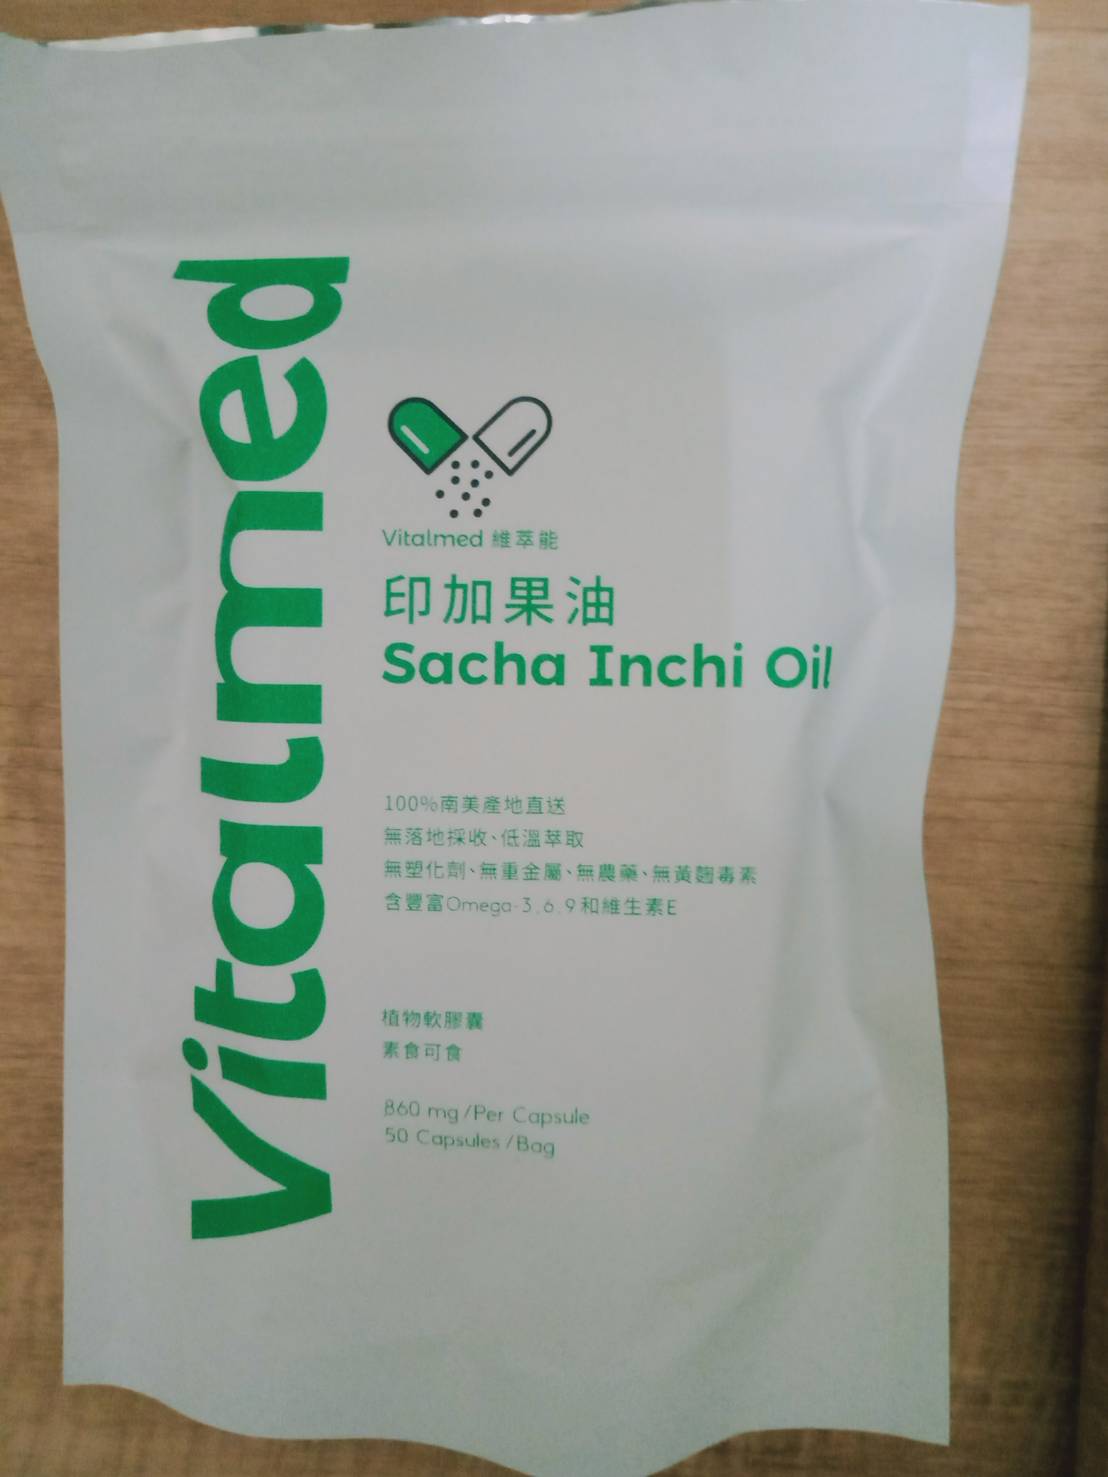 Vitalmed
Vitalmed 維萃能
印加果油
Sacha Inchi Oil
100%南美產地直送
無落地採收、低溫萃取
無塑化劑、無重金屬、無農藥、無黃麴毒素
含豐富Omega-3.6.9和維生素E
植物軟膠囊
素食可食
860 mg/Per Capsule
50 Capsules/Bag